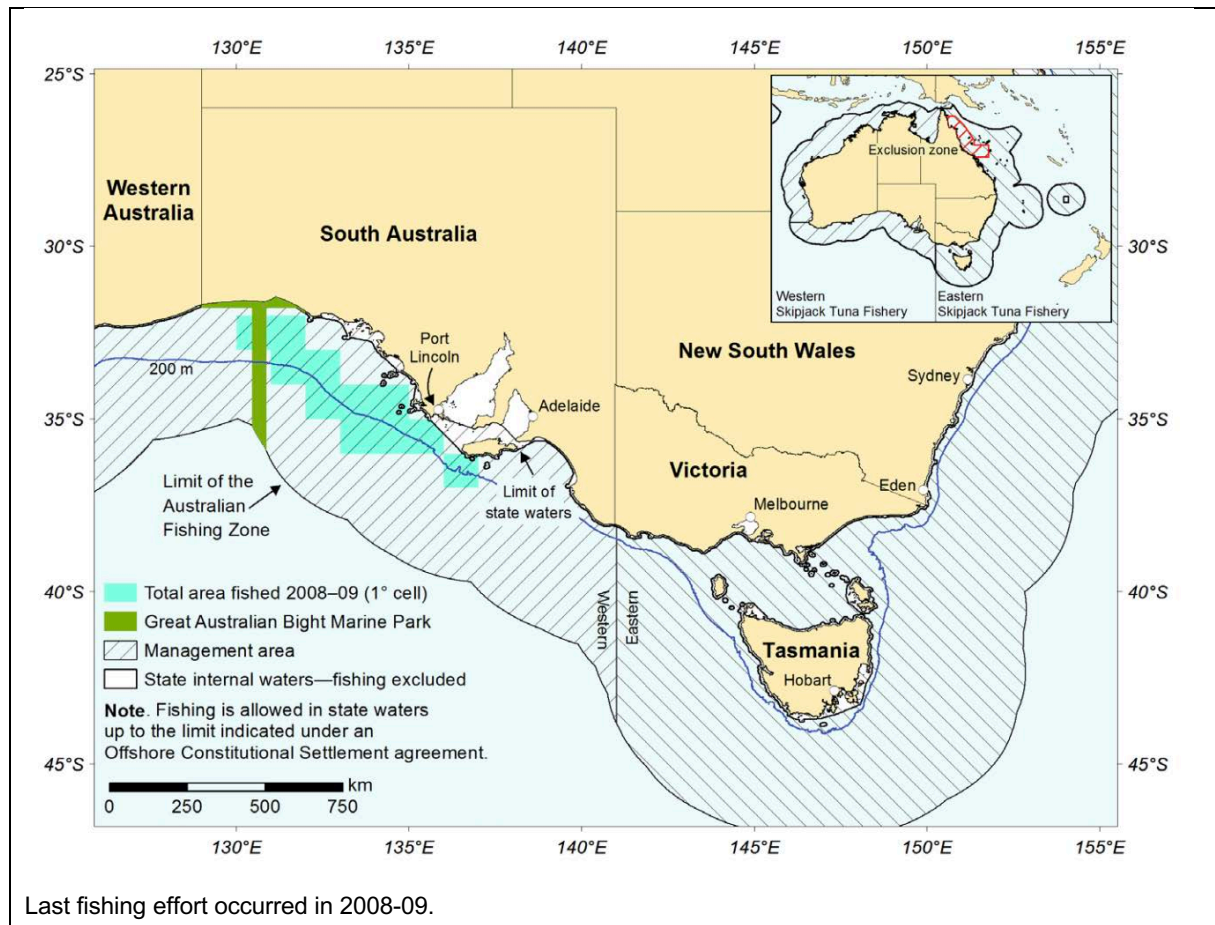 130°E 135°E 140°E 145°E 150°E 155°E
25°S
Exclusion zone
Western
Australia
South Australia
30°S 30°S
Western
Skipjack Tuna Fishery
Eastern
Skipjack Tuna Fishery
Port
Lincoln
New South Wales
200 m
Sydney
Adelaide
35°S 35°S
Limit of the
Australian
Fishing Zone
Limit of
state waters
Victoria
Eden
Melbourne
40°S 40°S
Total area fished 2008–09 (1° cell)
Great Australian Bight Marine Park
Management area
State internal waters—fishing excluded
Western
Eastern
Tasmania
Hobart
Note. Fishing is allowed in state waters
up to the limit indicated under an
Offshore Constitutional Settlement agreement.
45°S 45°S
km
0 250 500 750
130°E 135°E 140°E 145°E 150°E 155°E
Last fishing effort occurred in 2008-09.